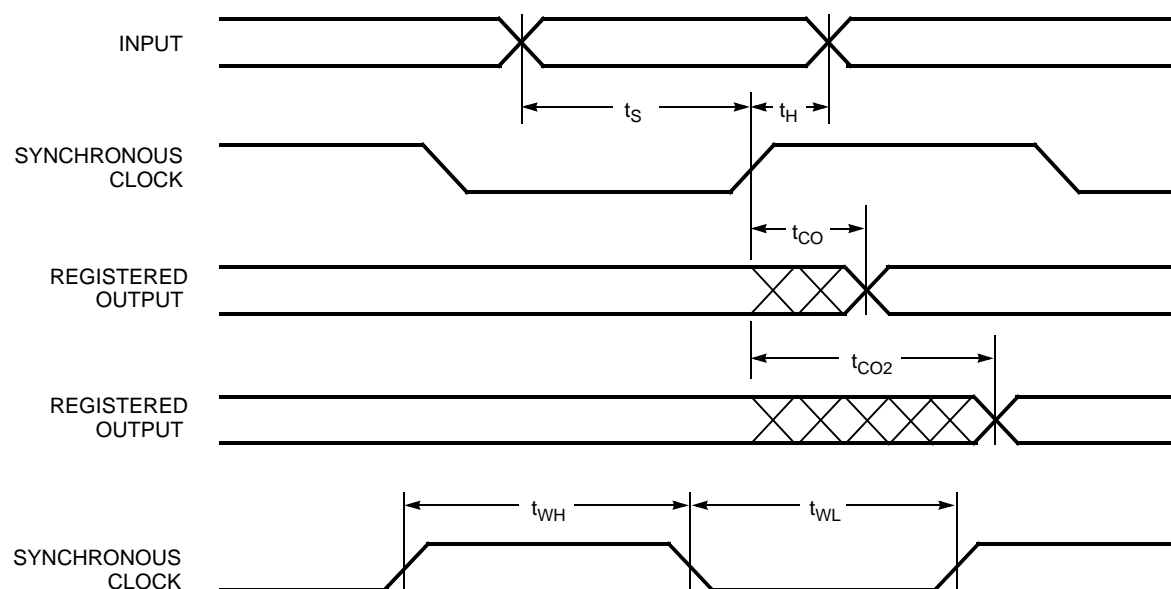 INPUT
tS
tH
SYNCHRONOUS
CLOCK
tCO
REGISTERED
OUTPUT
tCO2
REGISTERED
OUTPUT
tWH
tWL
SYNCHRONOUS
CLOCK